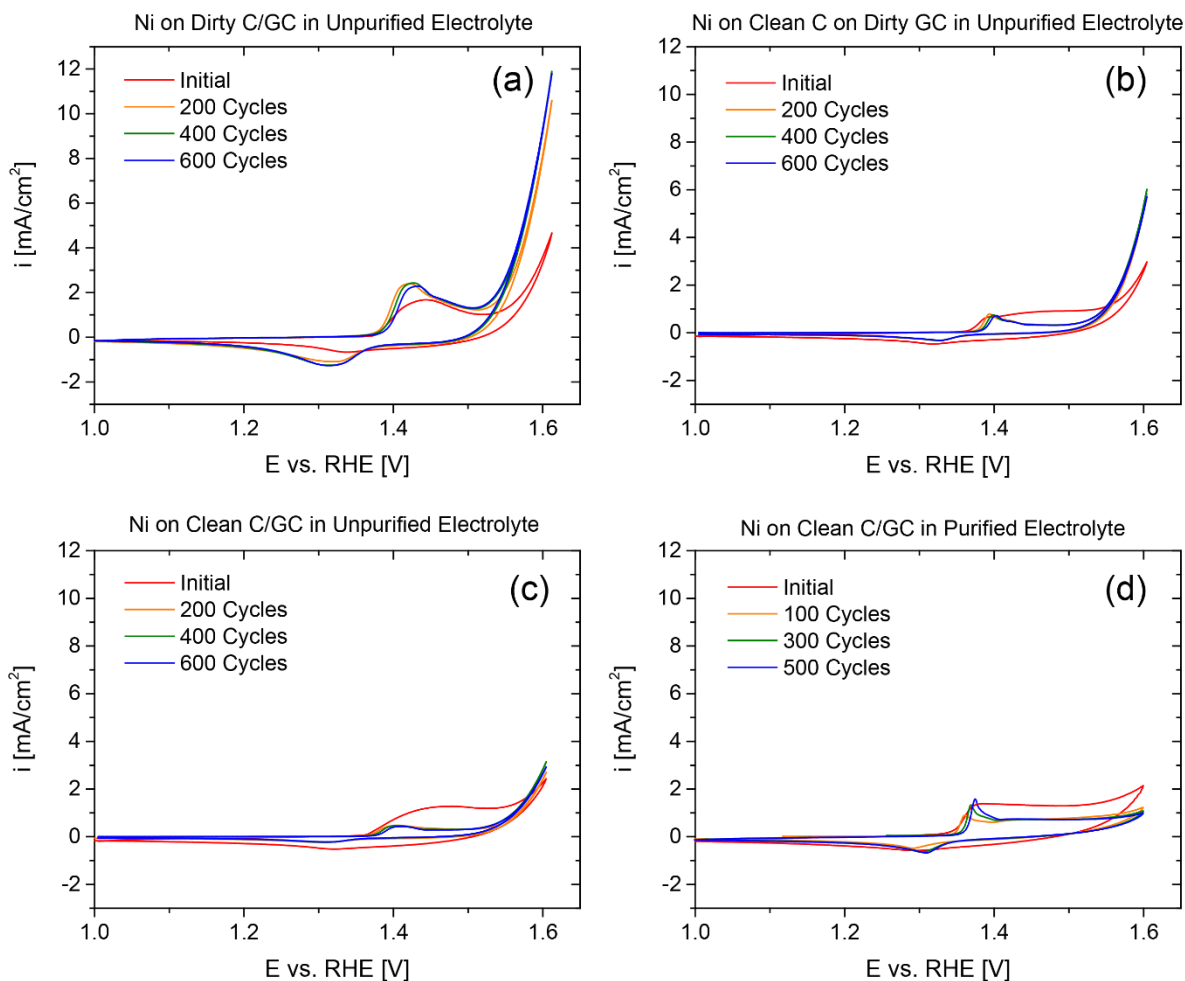 Ni on Dirty C/GC in Unpurified Electrolyte
(a)
Initial
200 Cycles
400 Cycles
600 Cycles
12
10
8
6
4
2
0
-2
i [mA/cm²]
1.0
1.2
1.4
1.6
E vs. RHE [V]
Ni on Clean C on Dirty GC in Unpurified Electrolyte
(b)
Initial
200 Cycles
400 Cycles
600 Cycles
12
10
8
6
4
2
0
-2
i [mA/cm²]
1.0
1.2
1.4
1.6
E vs. RHE [V]
Ni on Clean C/GC in Unpurified Electrolyte
(c)
Initial
200 Cycles
400 Cycles
600 Cycles
12
10
8
6
4
2
0
-2
i [mA/cm²]
1.0
1.2
1.4
1.6
E vs. RHE [V]
Ni on Clean C/GC in Purified Electrolyte
(d)
Initial
100 Cycles
300 Cycles
500 Cycles
12
10
8
6
4
2
0
-2
i [mA/cm²]
1.0
1.2
1.4
1.6
E vs. RHE [V]